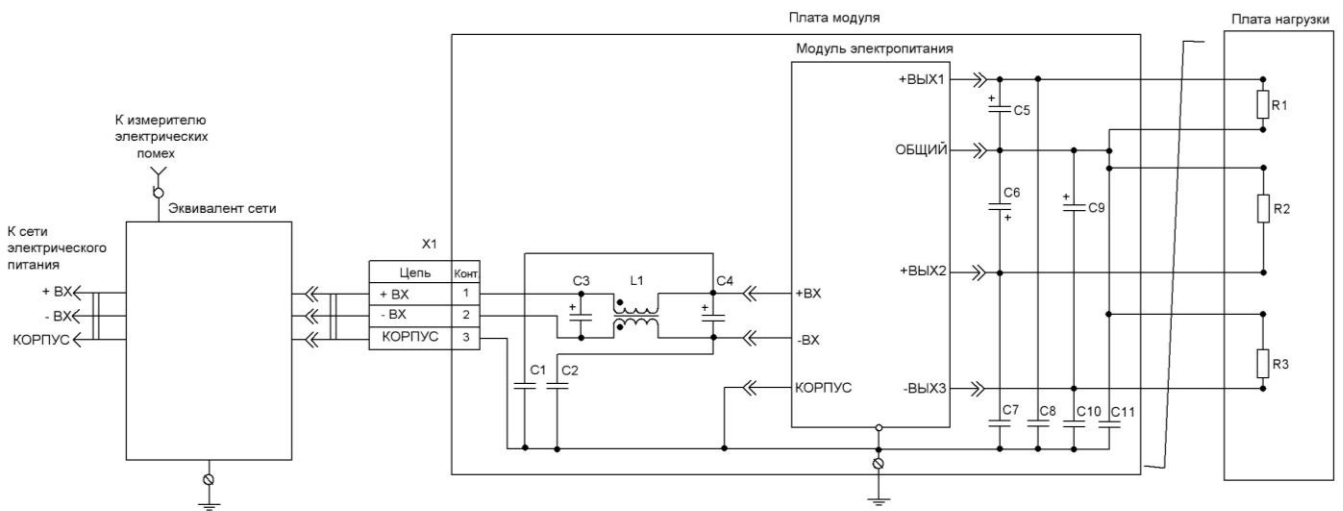 Плата модуля
Плата нагрузки
Модуль электропитания
+ВЫХ1
C5
R1
К измерителю
электрических
помех
ОБЩИЙ
C6
C9
R2
Эквивалент сети
К сети
электрического
питания
X1
Цепь
Конт.
C3
L1
C4
+ВЫХ2
+ ВХ
+ ВХ
1
+
+
+ВХ
- ВХ
- ВХ
2
КОРПУС
КОРПУС
3
-ВХ
C1
C2
КОРПУС
-ВЫХ3
R3
C7
C8
C10
C11
+
+
+